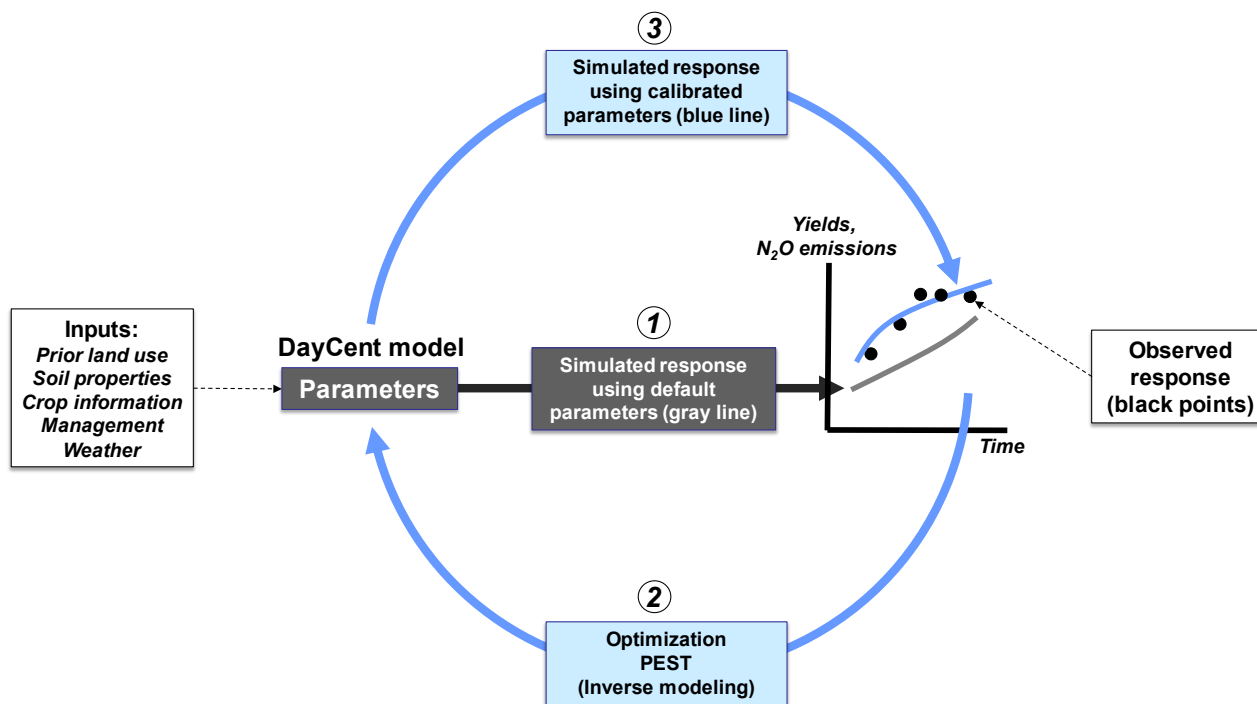 3
Simulated response
using calibrated
parameters (blue line)
Yields,
N₂O emissions
Inputs:
Prior land use
Soil properties
Crop information
Management
Weather
DayCent model
Parameters
1
Simulated response
using default
parameters (gray line)
Time
Observed
response
(black points)
2
Optimization
PEST
(Inverse modeling)